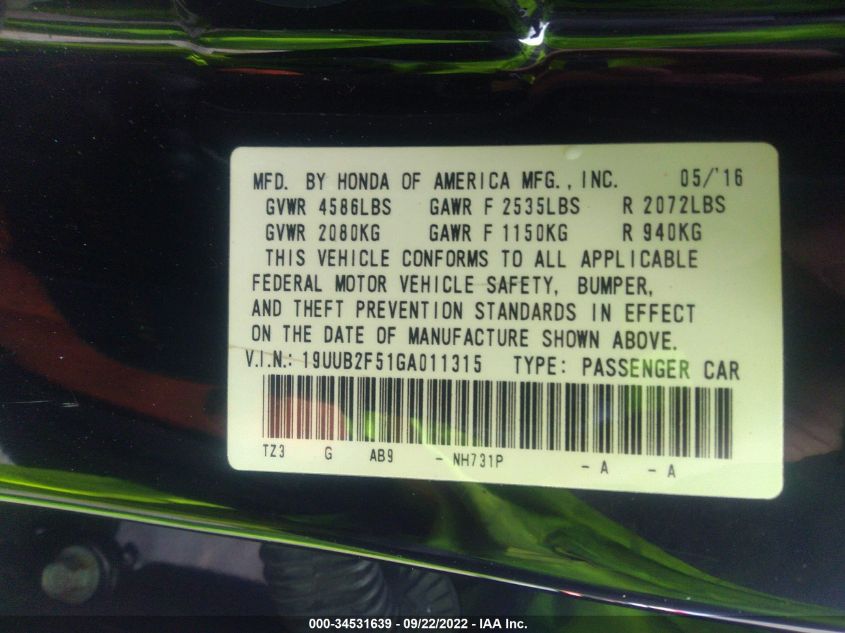 MFD. BY HONDA OF AMERICA MFG., INC. 05/'16
GVWR 4586LBS GAWR F 2535LBS R 2072LBS
GVWR 2080KG GAWR F 1150KG R 940KG
THIS VEHICLE CONFORMS TO ALL APPLICABLE
FEDERAL MOTOR VEHICLE SAFETY, BUMPER,
AND THEFT PREVENTION STANDARDS IN EFFECT
ON THE DATE OF MANUFACTURE SHOWN ABOVE.
V.I.N.: 19UUB2F51GA011315 TYPE: PASSENGER CAR
TZ3 G AB9 - NH731P - A - A
000-34531639 - 09/22/2022 - IAA Inc.